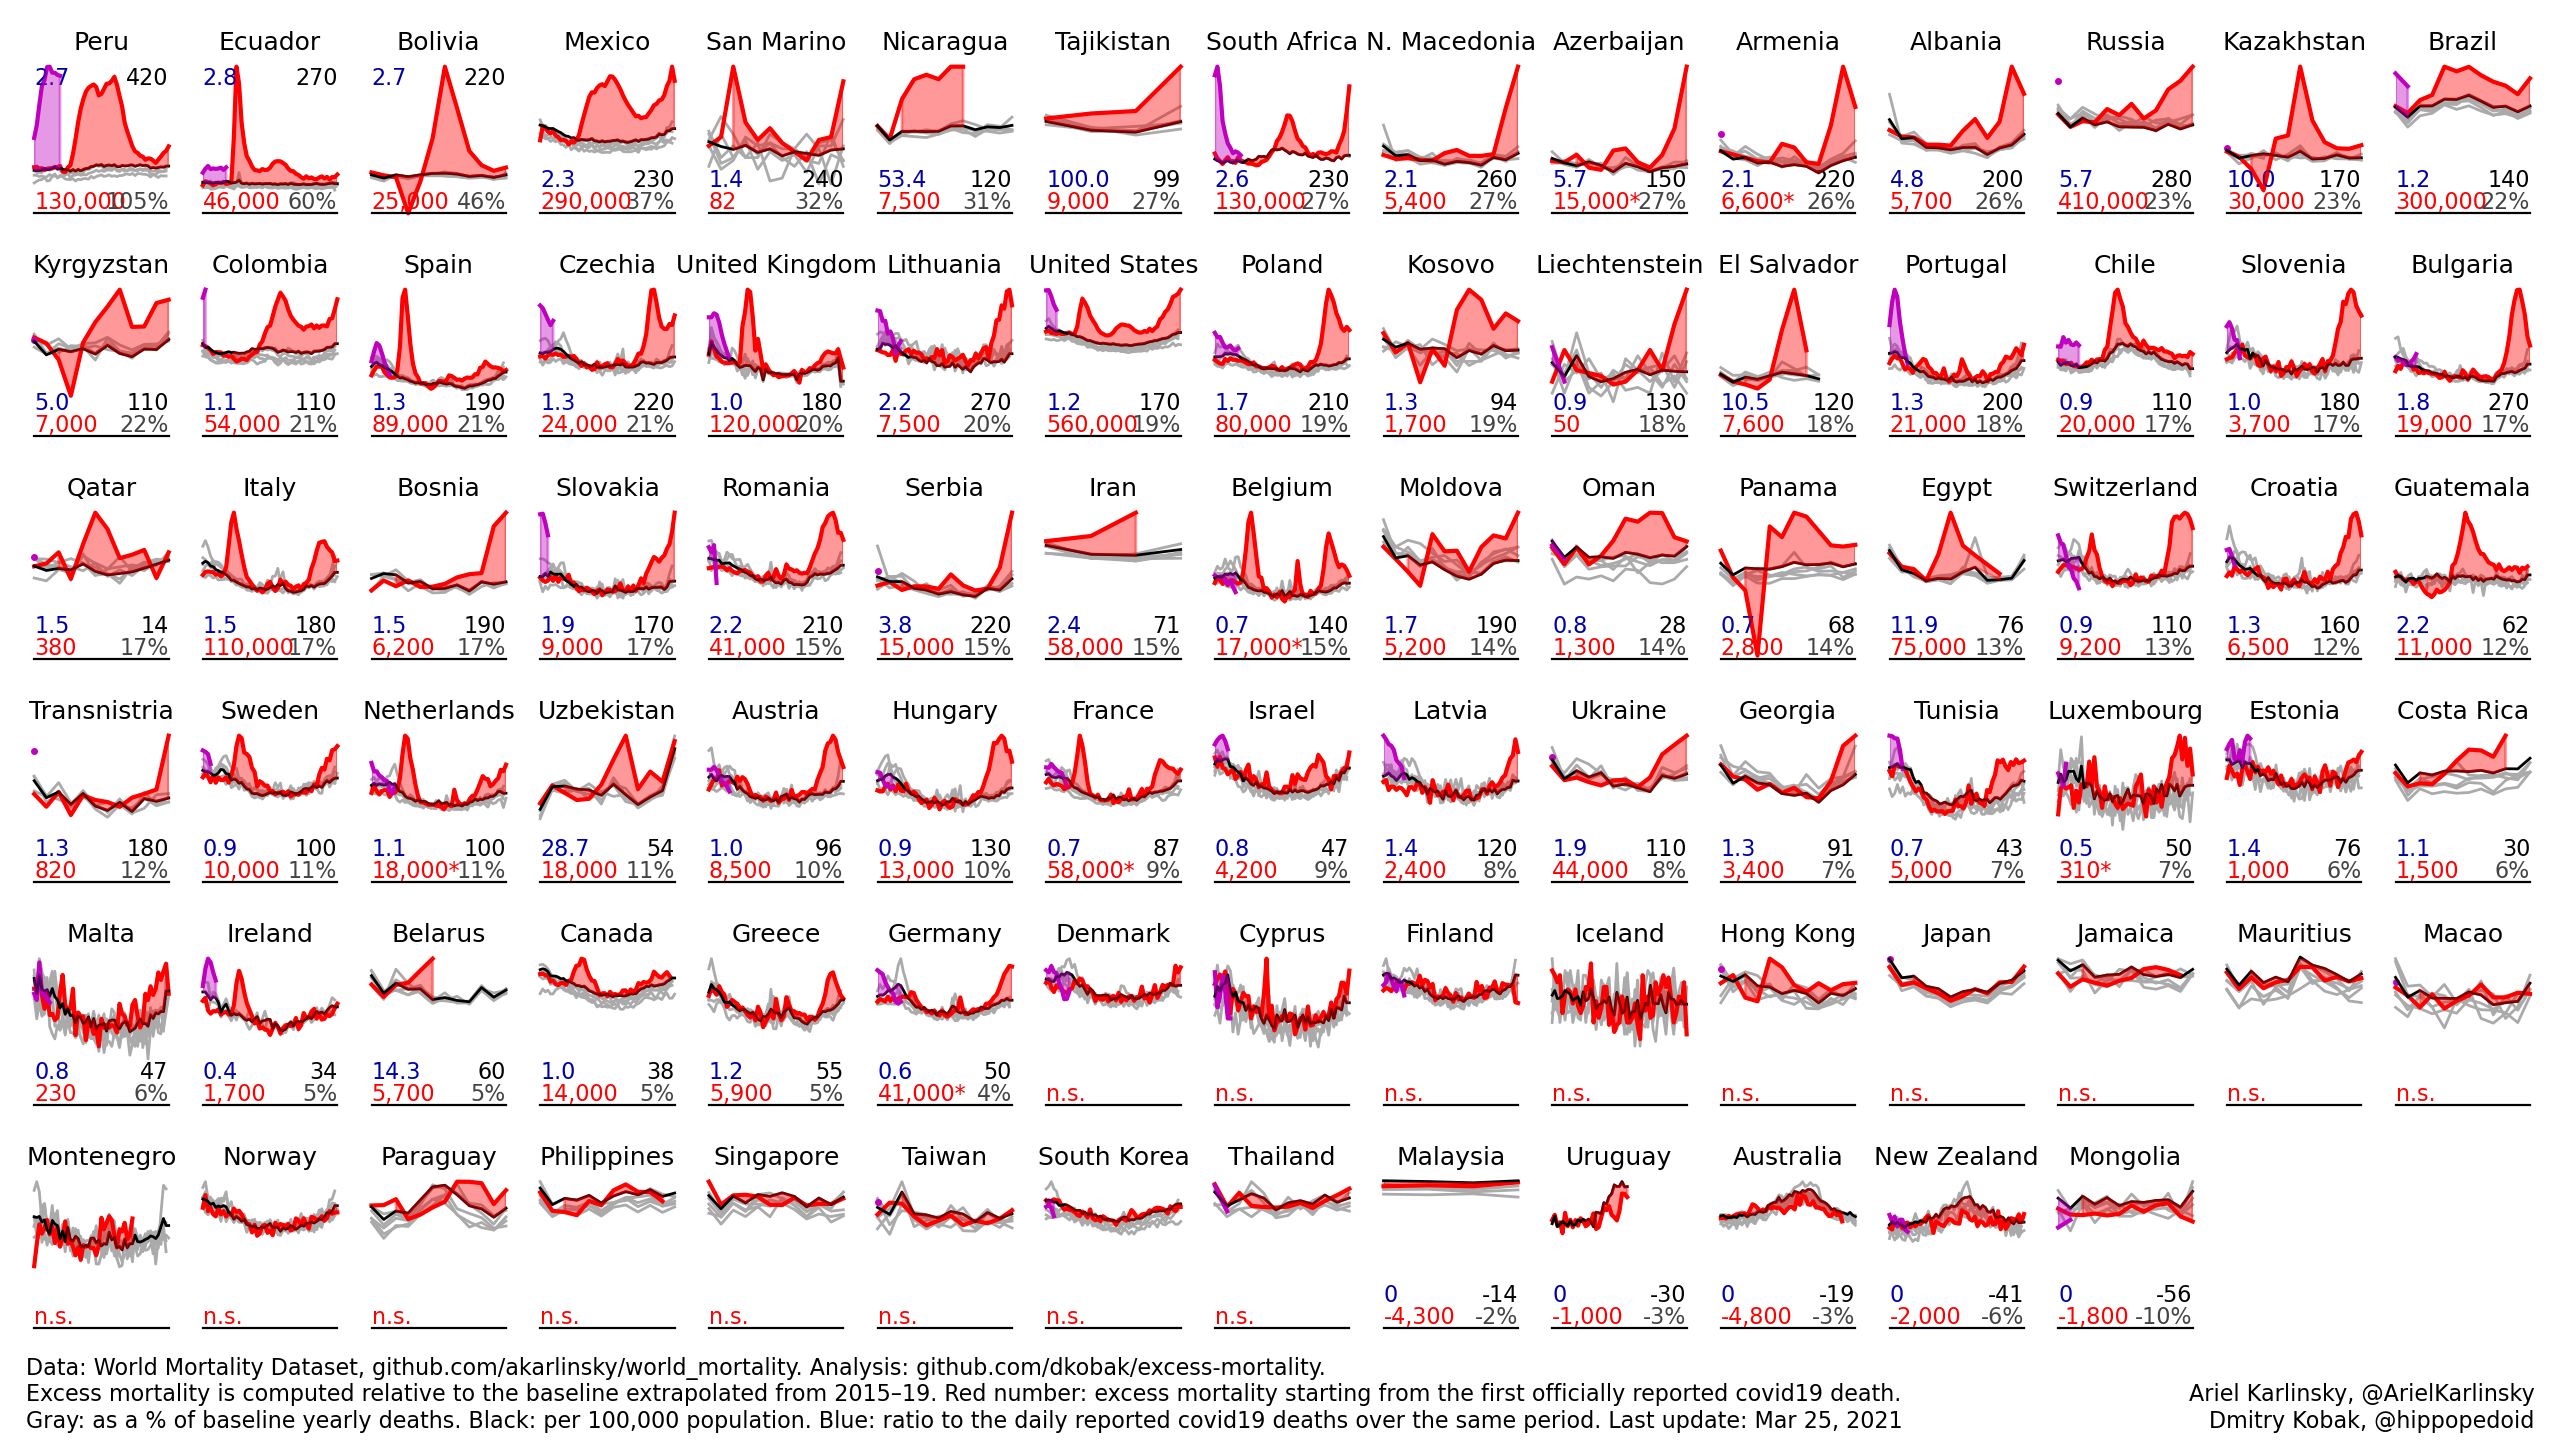 Peru Ecuador Bolivia Mexico San Marino Nicaragua Tajikistan South Africa N. Macedonia Azerbaijan Armenia Albania Russia Kazakhstan Brazil
2.7 420 2.8 270 2.7 220
2.3 230 1.4 240 53.4 120 100.0 99 2.6 230 2.1 260 5.7 150 2.1 220 4.8 200 5.7 280 10.0 170 1.2 140
130,000 105% 46,000 60% 25,000 46% 290,000 37% 82 32% 7,500 31% 9,000 27% 130,000 27% 5,400 27% 15,000* 27% 6,600* 26% 5,700 26% 410,000 23% 30,000 23% 300,000 22%
Kyrgyzstan Colombia Spain Czechia United Kingdom Lithuania United States Poland Kosovo Liechtenstein El Salvador Portugal Chile Slovenia Bulgaria
5.0 110 1.1 110 1.3 190 1.3 220 1.0 180 2.2 270 1.2 170 1.7 210 1.3 94 0.9 130 10.5 120 1.3 200 0.9 110 1.0 180 1.8 270
7,000 22% 54,000 21% 89,000 21% 24,000 21% 120,000 20% 7,500 20% 560,000 19% 80,000 19% 1,700 19% 50 18% 7,600 18% 21,000 18% 20,000 17% 3,700 17% 19,000 17%
Qatar Italy Bosnia Slovakia Romania Serbia Iran Belgium Moldova Oman Panama Egypt Switzerland Croatia Guatemala
1.5 14 1.5 180 1.5 190 1.9 170 2.2 210 3.8 220 2.4 71 0.7 140 1.7 190 0.8 28 0.7 68 11.9 76 0.9 110 1.3 160 2.2 62
380 17% 110,000 17% 6,200 17% 9,000 17% 41,000 15% 15,000 15% 58,000 15% 17,000* 15% 5,200 14% 1,300 14% 2,800 14% 75,000 13% 9,200 13% 6,500 12% 11,000 12%
Transnistria Sweden Netherlands Uzbekistan Austria Hungary France Israel Latvia Ukraine Georgia Tunisia Luxembourg Estonia Costa Rica
1.3 180 0.9 100 1.1 100 28.7 54 1.0 96 0.9 130 0.7 87 0.8 47 1.4 120 1.9 110 1.3 91 0.7 43 0.5 50 1.4 76 1.1 30
820 12% 10,000 11% 18,000* 11% 18,000 11% 8,500 10% 13,000 10% 58,000* 9% 4,200 9% 2,400 8% 44,000 8% 3,400 7% 5,000 7% 310* 7% 1,000 6% 1,500 6%
Malta Ireland Belarus Canada Greece Germany Denmark Cyprus Finland Iceland Hong Kong Japan Jamaica Mauritius Macao
0.8 47 0.4 34 14.3 60 1.0 38 1.2 55 0.6 50
230 6% 1,700 5% 5,700 5% 14,000 5% 5,900 5% 41,000* 4% n.s. n.s. n.s. n.s. n.s. n.s. n.s. n.s. n.s.
Montenegro Norway Paraguay Philippines Singapore Taiwan South Korea Thailand Malaysia Uruguay Australia New Zealand Mongolia
0 -14 0 -30 0 -19 0 -41 0 -56
n.s. n.s. n.s. n.s. n.s. n.s. n.s. n.s. -4,300 -2% -1,000 -3% -4,800 -3% -2,000 -6% -1,800 -10%
Data: World Mortality Dataset, github.com/akarlinsky/world_mortality. Analysis: github.com/dkobak/excess-mortality.
Excess mortality is computed relative to the baseline extrapolated from 2015–19. Red number: excess mortality starting from the first officially reported covid19 death.
Gray: as a % of baseline yearly deaths. Black: per 100,000 population. Blue: ratio to the daily reported covid19 deaths over the same period. Last update: Mar 25, 2021
Ariel Karlinsky, @ArielKarlinsky
Dmitry Kobak, @hippopedoid